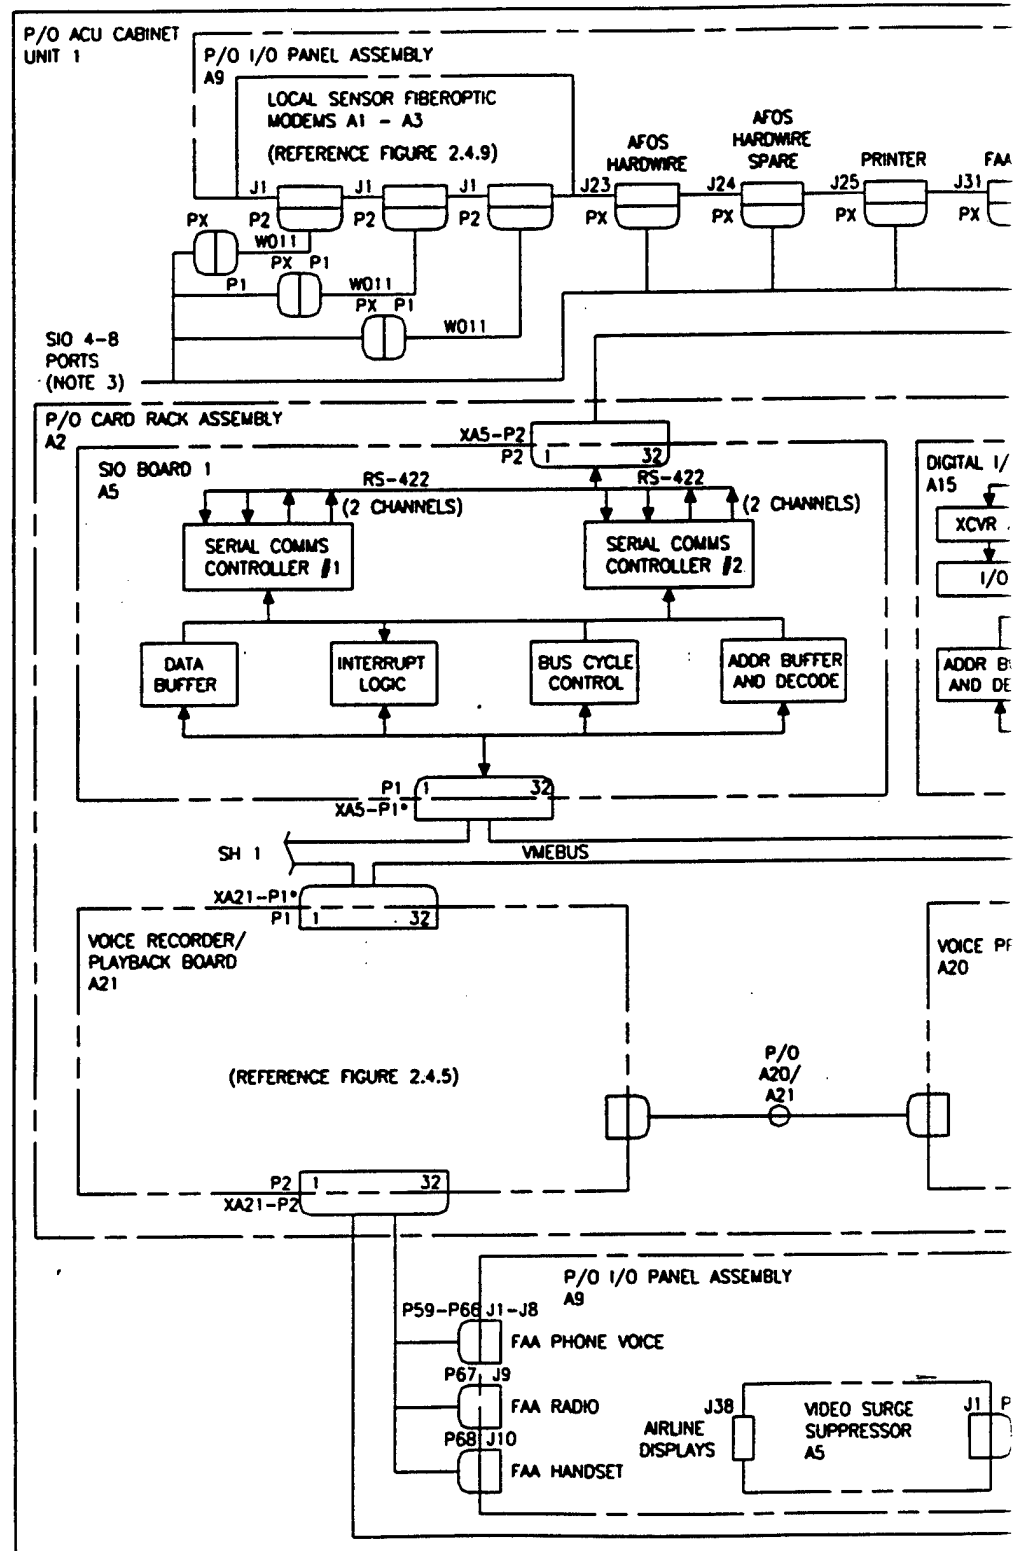 P/O ACU CABINET
UNIT 1
P/O I/O PANEL ASSEMBLY
A9
LOCAL SENSOR FIBEROPTIC
MODEMS A1 - A3
(REFERENCE FIGURE 2.4.9)
AFOS
HARDWIRE
AFOS
HARDWIRE
SPARE
PRINTER
FAA
J1
J1
J1
J23
J24
J25
J31
PX
P2
P2
P2
PX
PX
PX
PX
W011
PX P1
P1
W011
PX P1
W011
SIO 4-8
PORTS
(NOTE 3)
P/O CARD RACK ASSEMBLY
A2
XA5-P2
P2
1
32
SIO BOARD 1
A5
RS-422
RS-422
(2 CHANNELS)
(2 CHANNELS)
SERIAL COMMS
CONTROLLER #1
SERIAL COMMS
CONTROLLER #2
DATA
BUFFER
INTERRUPT
LOGIC
BUS CYCLE
CONTROL
ADDR BUFFER
AND DECODE
DIGITAL I/
A15
XCVR
I/O
ADDR B
AND DE
P1
1
32
XA5-P1*
SH 1
VMEBUS
XA21-P1*
P1
1
32
VOICE RECORDER/
PLAYBACK BOARD
A21
VOICE PR
A20
(REFERENCE FIGURE 2.4.5)
P/O
A20/
A21
P2
1
32
XA21-P2
P/O I/O PANEL ASSEMBLY
A9
P59-P66 J1-J8
FAA PHONE VOICE
P67 J9
FAA RADIO
P68 J10
FAA HANDSET
J38
AIRLINE
DISPLAYS
VIDEO SURGE
SUPPRESSOR
A5
J1
P